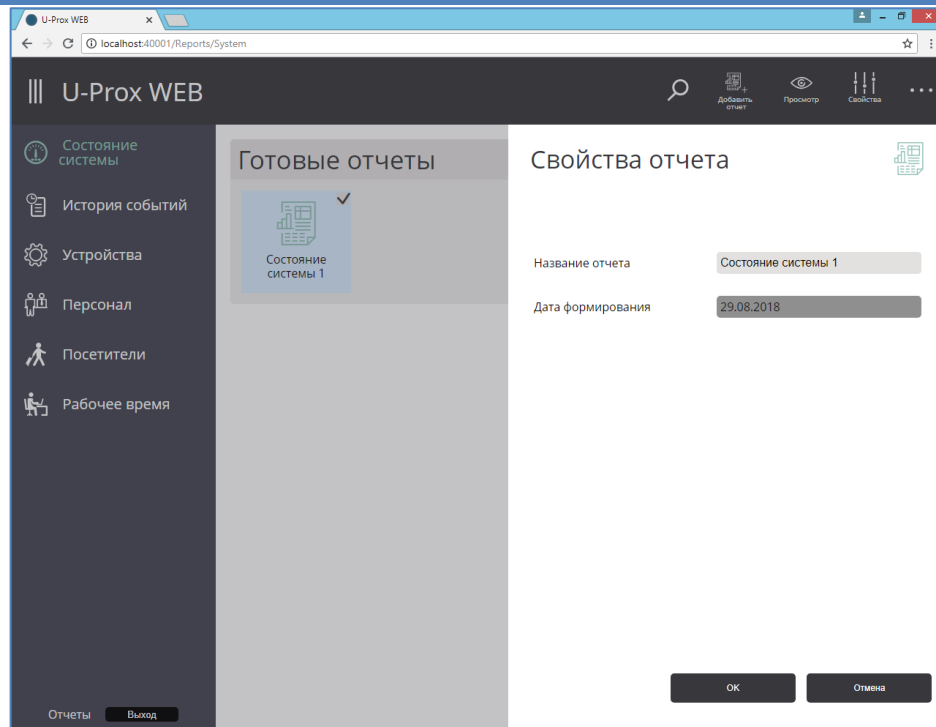 U-Prox WEB
localhost:40001/Reports/System
U-Prox WEB
Добавить
отчет
Просмотр
Свойства
Состояние
системы
История событий
Устройства
Персонал
Посетители
Рабочее время
Отчеты
Выход
Готовые отчеты
Состояние
системы 1
Свойства отчета
Название отчета
Состояние системы 1
Дата формирования
29.08.2018
ОК
Отмена